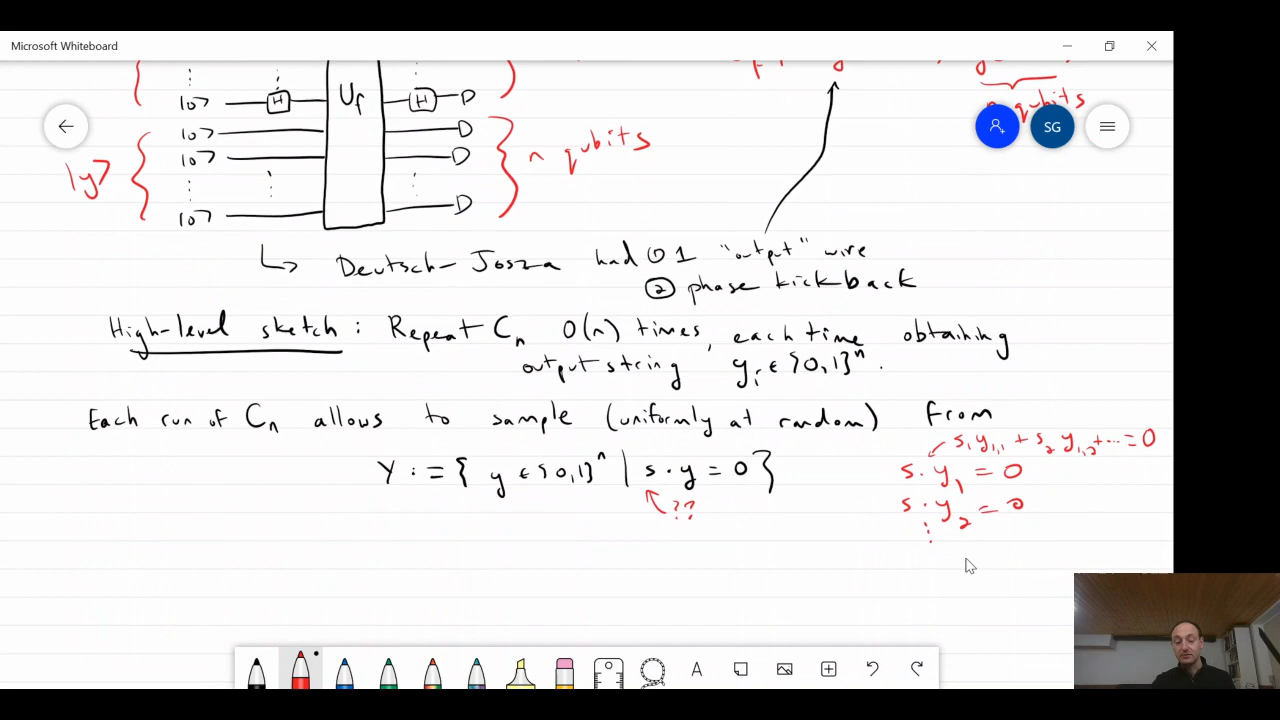 Microsoft Whiteboard
|0> H H D
U_f
|0> D
|0> D
|y> n qubits
|0> D
n qubits
SG
↳ Deutsch-Josza had ① 1 "output" wire
② phase kickback
High-level sketch: Repeat C_n O(n) times, each time obtaining
output string y_i ∈ {0,1}^n.
Each run of C_n allows to sample (uniformly at random) from
s_1 y_{1,1} + s_2 y_{1,2} + ... = 0
Y := { y ∈ {0,1}^n | s · y = 0 }
s · y_1 = 0
??
s · y_2 = 0
⋮
A